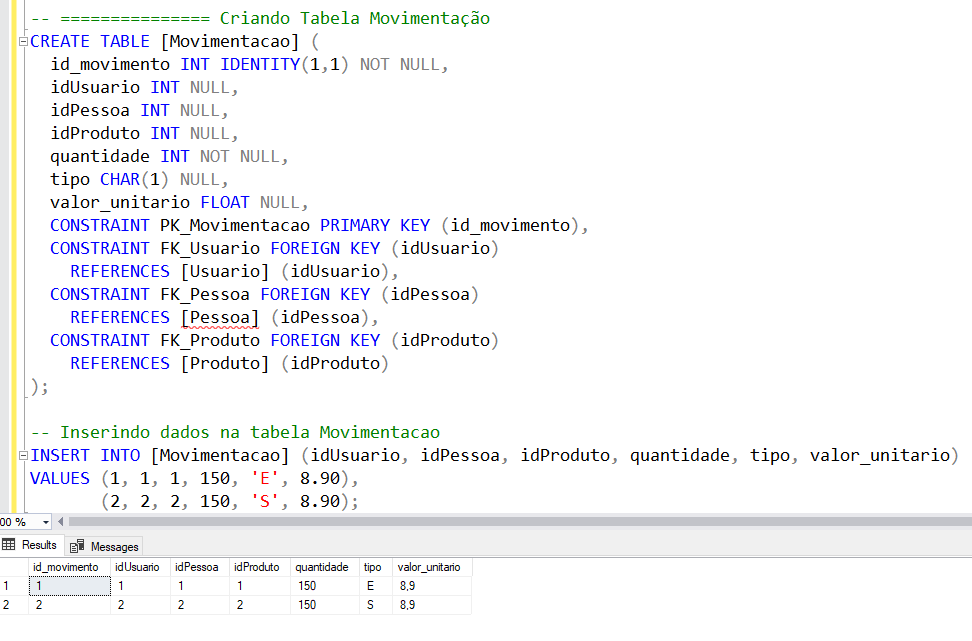 -- =============== Criando Tabela Movimentação
CREATE TABLE [Movimentacao] (
id_movimento INT IDENTITY(1,1) NOT NULL,
idUsuario INT NULL,
idPessoa INT NULL,
idProduto INT NULL,
quantidade INT NOT NULL,
tipo CHAR(1) NULL,
valor_unitario FLOAT NULL,
CONSTRAINT PK_Movimentacao PRIMARY KEY (id_movimento),
CONSTRAINT FK_Usuario FOREIGN KEY (idUsuario)
REFERENCES [Usuario] (idUsuario),
CONSTRAINT FK_Pessoa FOREIGN KEY (idPessoa)
REFERENCES [Pessoa] (idPessoa),
CONSTRAINT FK_Produto FOREIGN KEY (idProduto)
REFERENCES [Produto] (idProduto)
);
-- Inserindo dados na tabela Movimentacao
INSERT INTO [Movimentacao] (idUsuario, idPessoa, idProduto, quantidade, tipo, valor_unitario)
VALUES (1, 1, 1, 150, 'E', 8.90),
(2, 2, 2, 150, 'S', 8.90);
00 %
Results Messages
id_movimento idUsuario idPessoa idProduto quantidade tipo valor_unitario
1 1 1 1 1 150 E 8,9
2 2 2 2 2 150 S 8,9